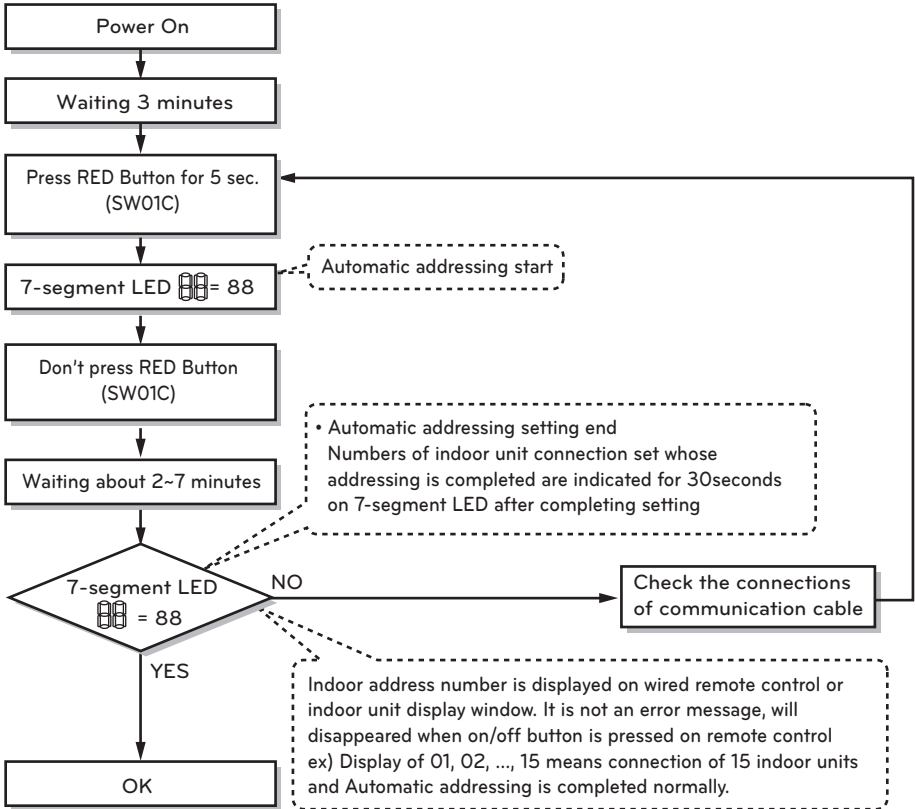 Power On
Waiting 3 minutes
Press RED Button for 5 sec.
(SW01C)
Automatic addressing start
7-segment LED 88= 88
Don't press RED Button
(SW01C)
• Automatic addressing setting end
Numbers of indoor unit connection set whose
addressing is completed are indicated for 30seconds
on 7-segment LED after completing setting
Waiting about 2~7 minutes
7-segment LED
88 = 88
NO
Check the connections
of communication cable
YES
Indoor address number is displayed on wired remote control or
indoor unit display window. It is not an error message, will
disappeared when on/off button is pressed on remote control
ex) Display of 01, 02, ..., 15 means connection of 15 indoor units
and Automatic addressing is completed normally.
OK